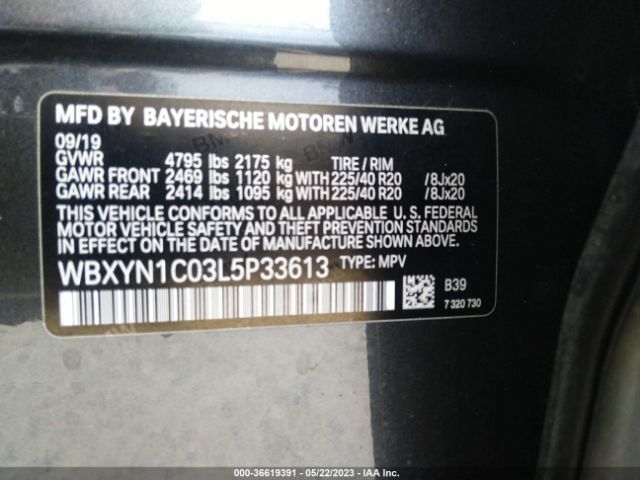 MFD BY BAYERISCHE MOTOREN WERKE AG
09/19
GVWR 4795 lbs 2175 kg TIRE / RIM
GAWR FRONT 2469 lbs 1120 kg WITH 225/40 R20 /8Jx20
GAWR REAR 2414 lbs 1095 kg WITH 225/40 R20 /8Jx20
THIS VEHICLE CONFORMS TO ALL APPLICABLE U. S. FEDERAL
MOTOR VEHICLE SAFETY AND THEFT PREVENTION STANDARDS
IN EFFECT ON THE DATE OF MANUFACTURE SHOWN ABOVE.
WBXYN1C03L5P33613 TYPE: MPV
B39
7 320 730
000-36619391 - 05/22/2023 - IAA Inc.